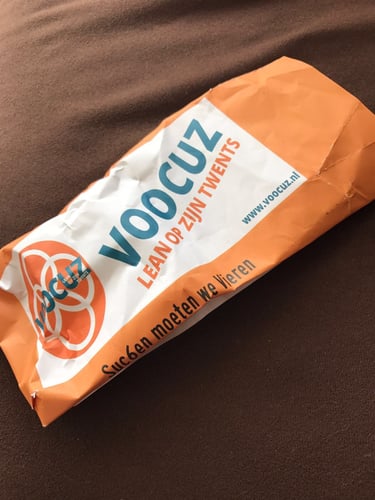 VOOCUZ
LEAN OP ZIJN TWENTS
www.voocuz.nl
VOOCUZ
Suc6en moeten we Vieren